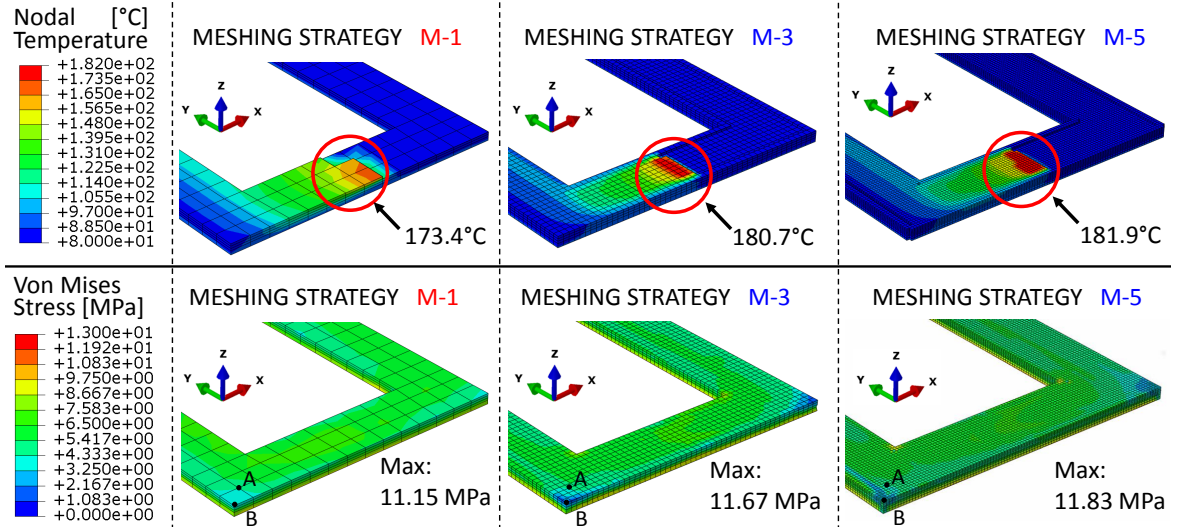 Nodal [°C]
Temperature
+1.820e+02
+1.735e+02
+1.650e+02
+1.565e+02
+1.480e+02
+1.395e+02
+1.310e+02
+1.225e+02
+1.140e+02
+1.055e+02
+9.700e+01
+8.850e+01
+8.000e+01
MESHING STRATEGY M-1
Z
Y
X
173.4°C
MESHING STRATEGY M-3
Z
Y
X
180.7°C
MESHING STRATEGY M-5
Z
Y
X
181.9°C
Von Mises
Stress [MPa]
+1.300e+01
+1.192e+01
+1.083e+01
+9.750e+00
+8.667e+00
+7.583e+00
+6.500e+00
+5.417e+00
+4.333e+00
+3.250e+00
+2.167e+00
+1.083e+00
+0.000e+00
MESHING STRATEGY M-1
Z
Y
X
A
B
Max:
11.15 MPa
MESHING STRATEGY M-3
Z
Y
X
A
B
Max:
11.67 MPa
MESHING STRATEGY M-5
Z
Y
X
A
B
Max:
11.83 MPa